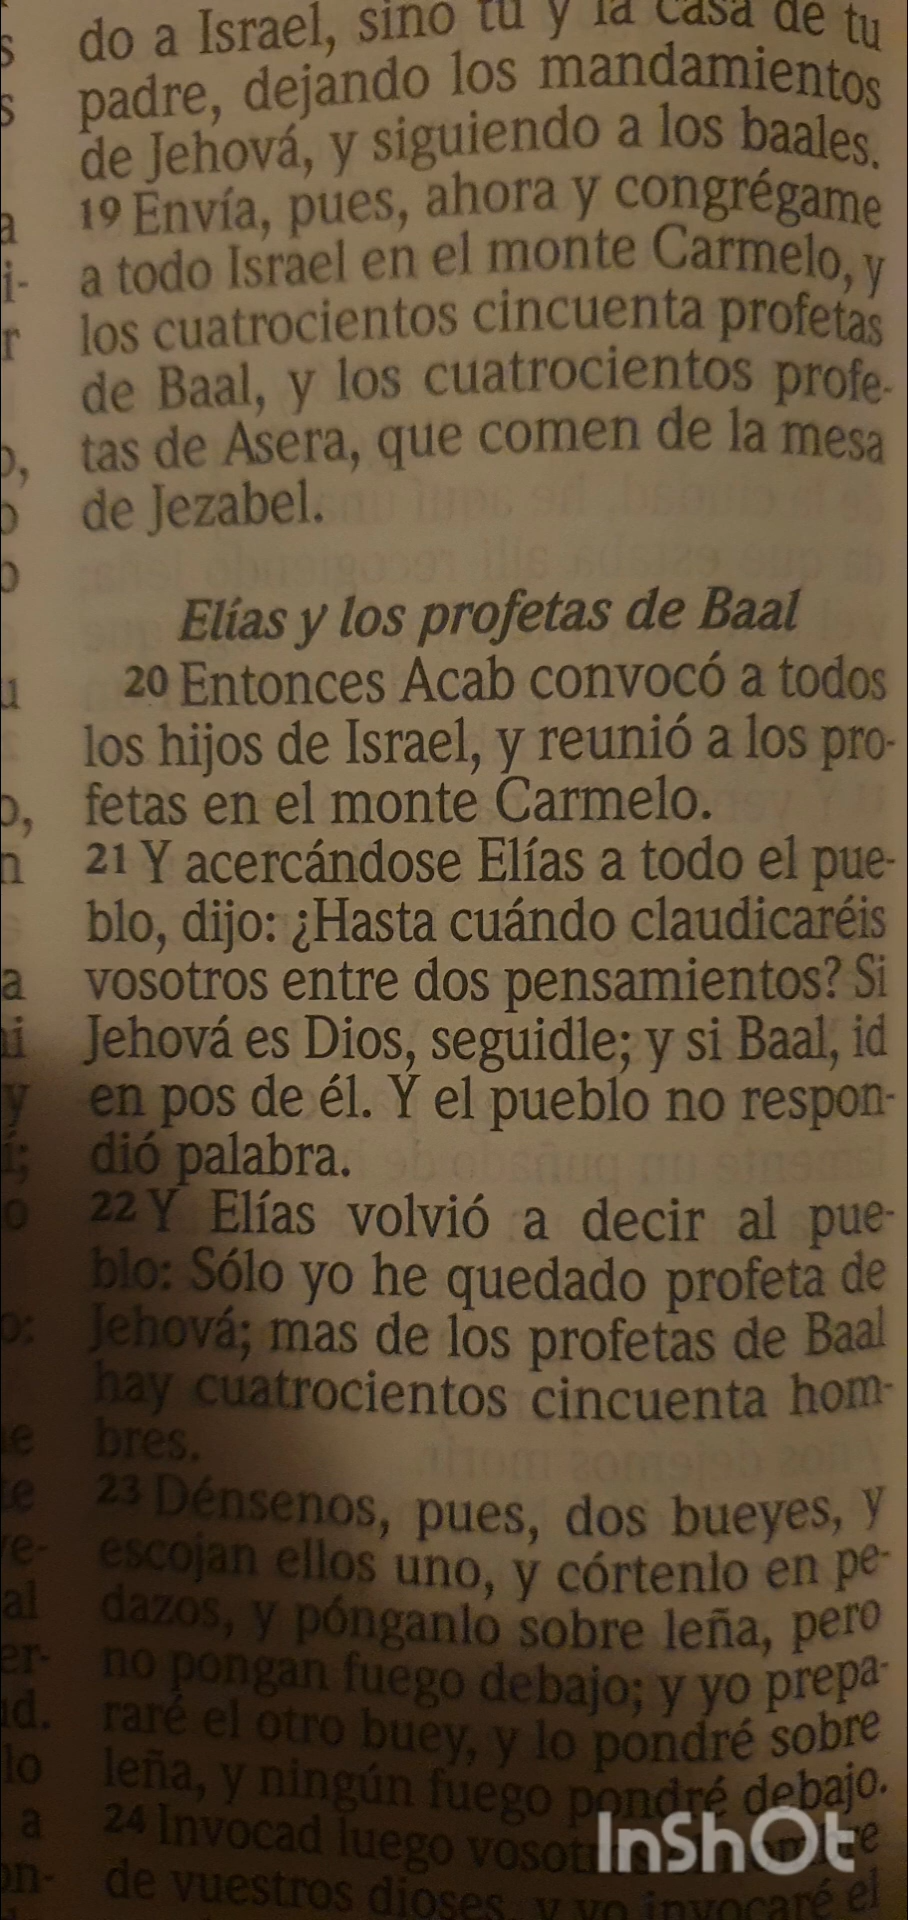 do a Israel, sino tú y la casa de tu
padre, dejando los mandamientos
de Jehová, y siguiendo a los baales.
19 Envía, pues, ahora y congrégame
a todo Israel en el monte Carmelo, y
los cuatrocientos cincuenta profetas
de Baal, y los cuatrocientos profe-
tas de Asera, que comen de la mesa
de Jezabel.
Elías y los profetas de Baal
20 Entonces Acab convocó a todos
los hijos de Israel, y reunió a los pro-
fetas en el monte Carmelo.
21 Y acercándose Elías a todo el pue-
blo, dijo: ¿Hasta cuándo claudicaréis
vosotros entre dos pensamientos? Si
Jehová es Dios, seguidle; y si Baal, id
en pos de él. Y el pueblo no respon-
dió palabra.
22 Y Elías volvió a decir al pue-
blo: Sólo yo he quedado profeta de
Jehová; mas de los profetas de Baal
hay cuatrocientos cincuenta hom-
bres.
23 Dénsenos, pues, dos bueyes, y
escojan ellos uno, y córtenlo en pe-
dazos, y pónganlo sobre leña, pero
no pongan fuego debajo; y yo prepa-
raré el otro buey, y lo pondré sobre
leña, y ningún fuego pondré debajo.
24 Invocad luego
de vuestros dioses, y yo invocaré el
InShOt